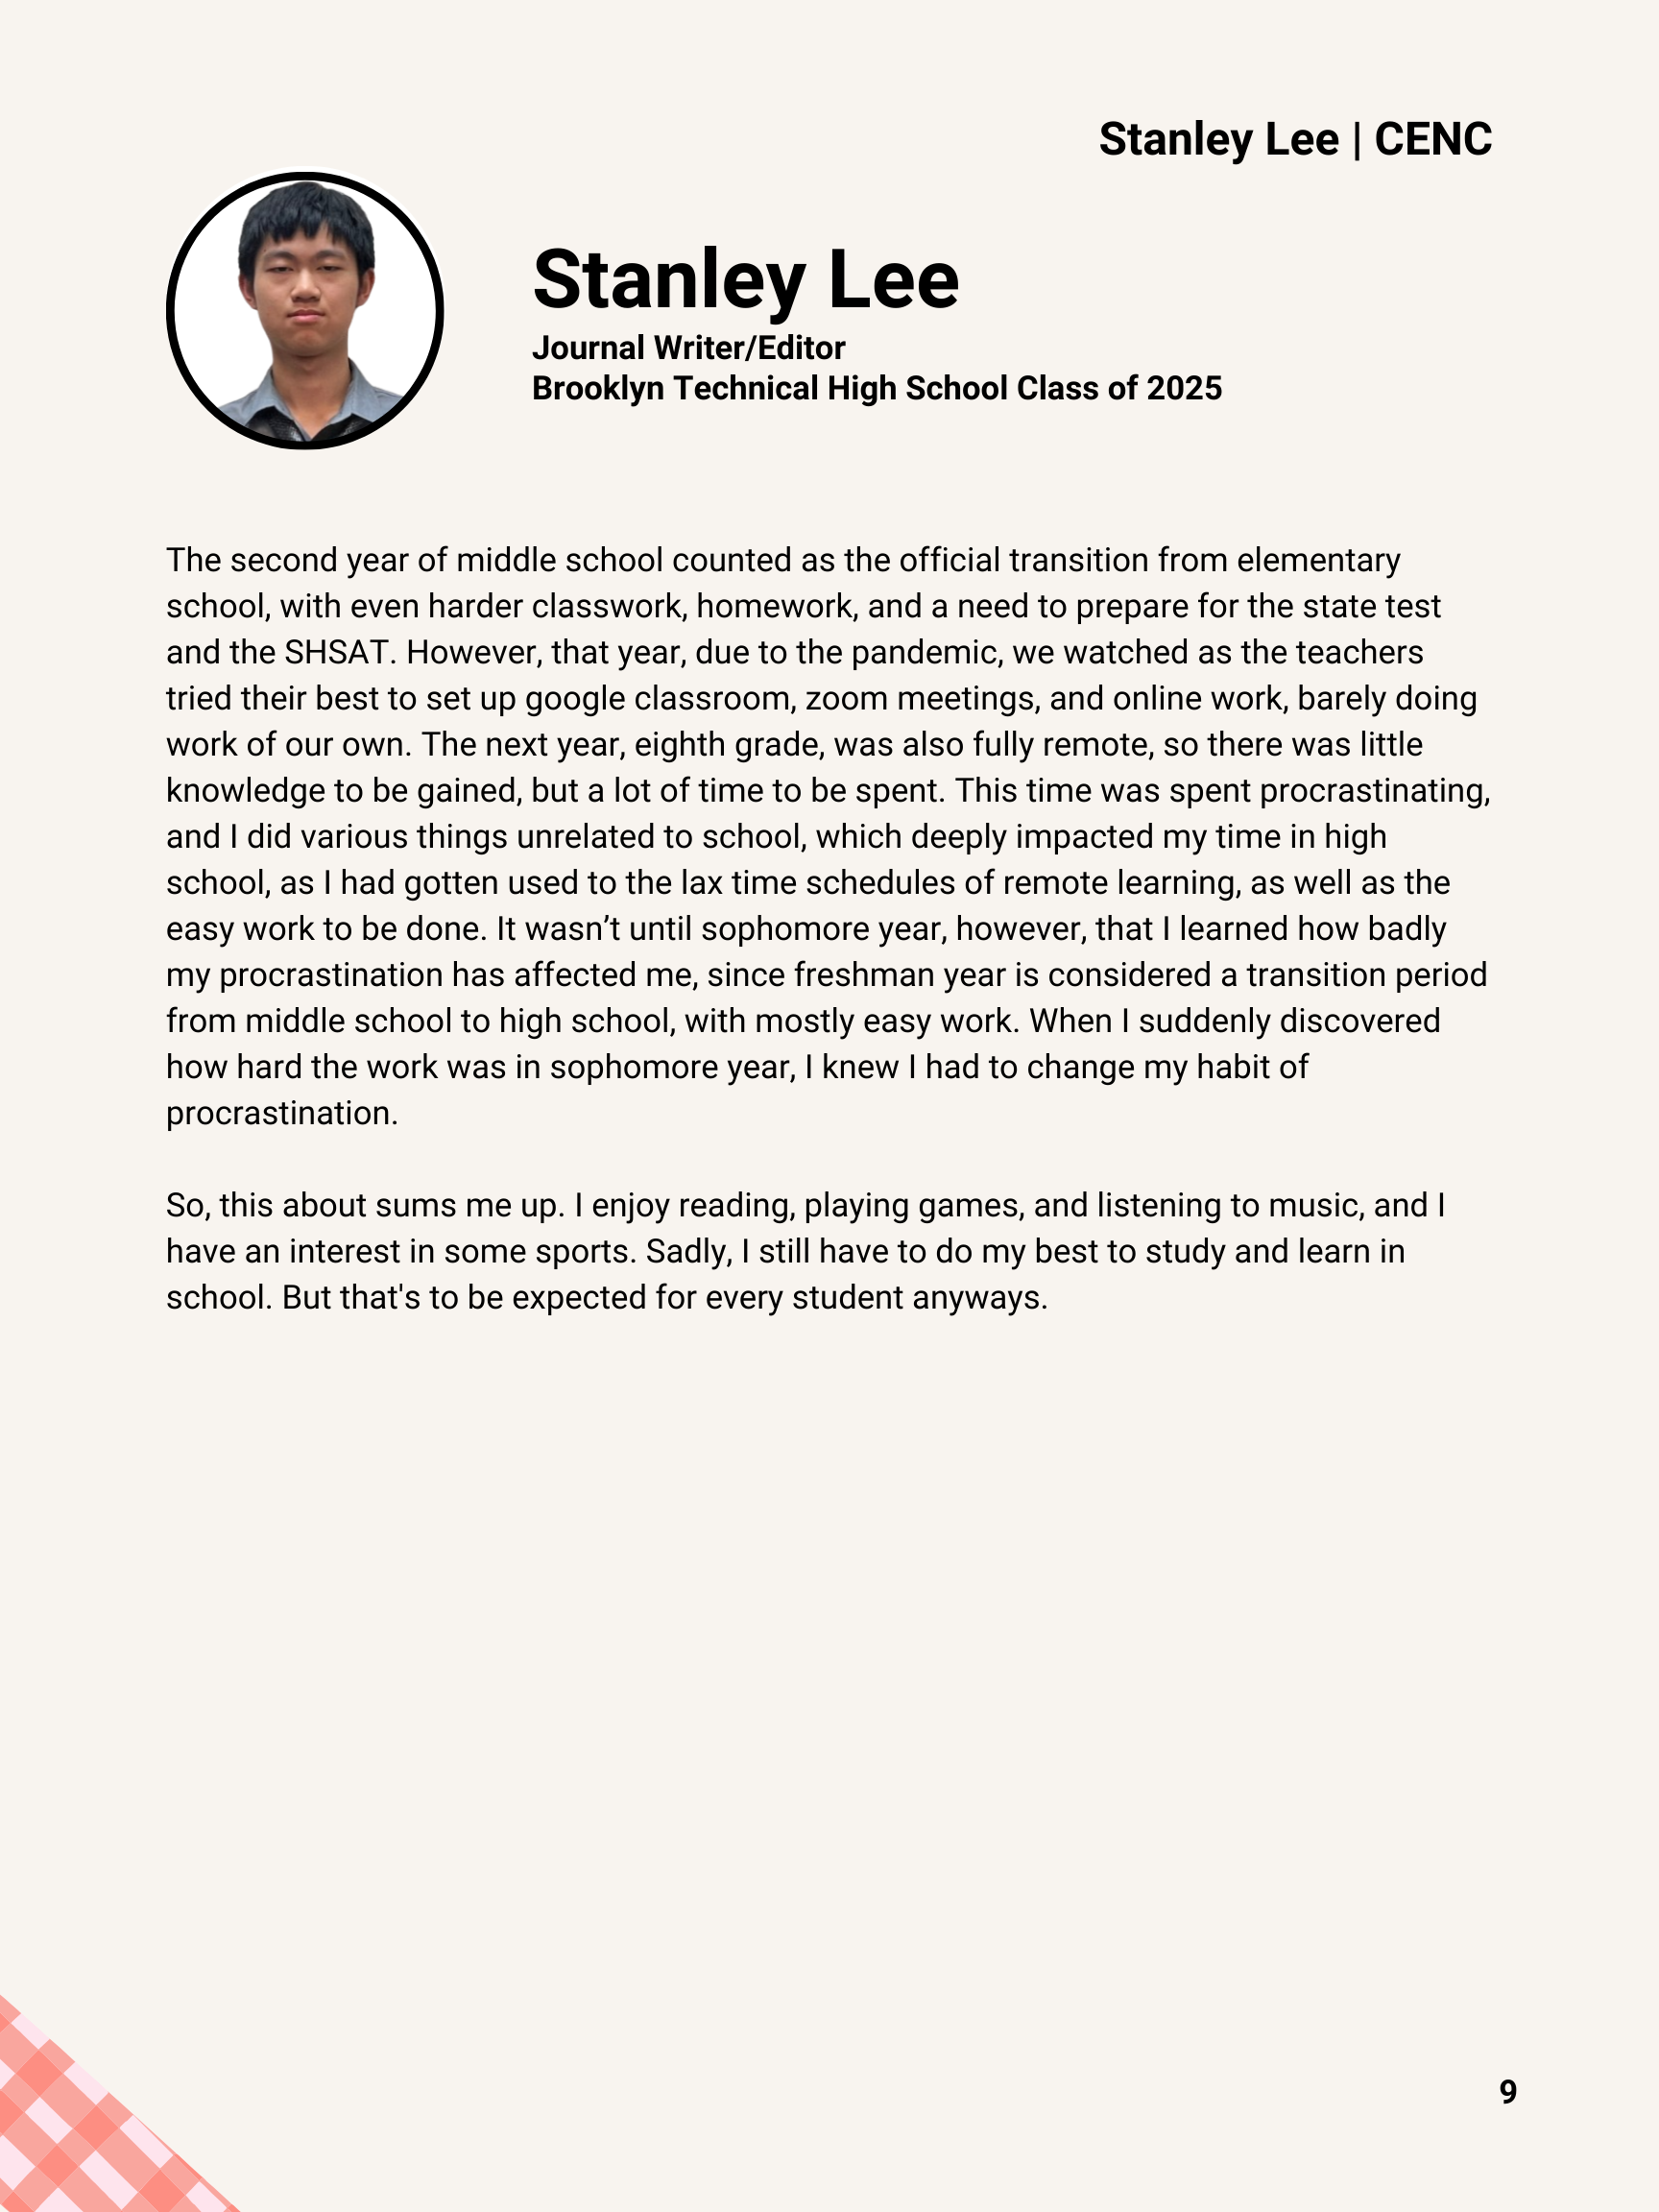 Stanley Lee | CENC
Stanley Lee
Journal Writer/Editor
Brooklyn Technical High School Class of 2025
The second year of middle school counted as the official transition from elementary
school, with even harder classwork, homework, and a need to prepare for the state test
and the SHSAT. However, that year, due to the pandemic, we watched as the teachers
tried their best to set up google classroom, zoom meetings, and online work, barely doing
work of our own. The next year, eighth grade, was also fully remote, so there was little
knowledge to be gained, but a lot of time to be spent. This time was spent procrastinating,
and I did various things unrelated to school, which deeply impacted my time in high
school, as I had gotten used to the lax time schedules of remote learning, as well as the
easy work to be done. It wasn’t until sophomore year, however, that I learned how badly
my procrastination has affected me, since freshman year is considered a transition period
from middle school to high school, with mostly easy work. When I suddenly discovered
how hard the work was in sophomore year, I knew I had to change my habit of
procrastination.
So, this about sums me up. I enjoy reading, playing games, and listening to music, and I
have an interest in some sports. Sadly, I still have to do my best to study and learn in
school. But that's to be expected for every student anyways.
9